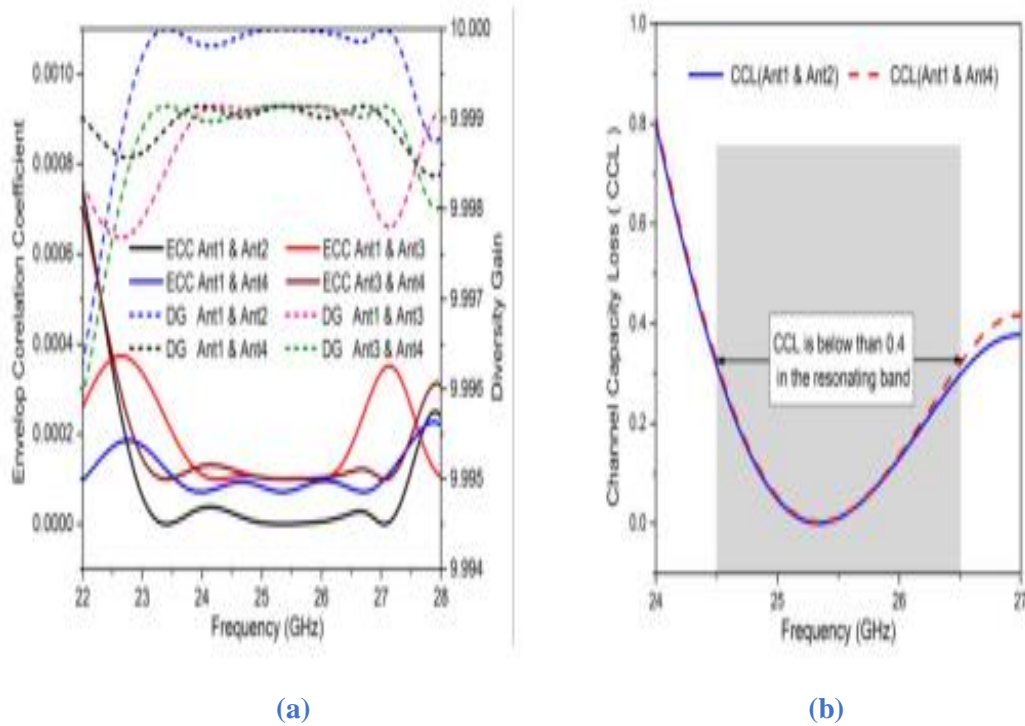 10.000
0.0010
9.999
0.0008
9.998
0.0006
9.997
0.0004
9.996
0.0002
9.995
0.0000
9.994
Envelop Corelation Coefficient
Diversity Gain
ECC Ant1 & Ant2
ECC Ant1 & Ant3
ECC Ant1 & Ant4
ECC Ant3 & Ant4
DG Ant1 & Ant2
DG Ant1 & Ant3
DG Ant1 & Ant4
DG Ant3 & Ant4
22 23 24 25 26 27 28
Frequency (GHz)
(a)
1.0
0.8
0.6
0.4
0.2
0.0
Channel Capacity Loss ( CCL )
CCL(Ant1 & Ant2)
CCL(Ant1 & Ant4)
CCL is below than 0.4
in the resonating band
24 25 26 27
Frequency (GHz)
(b)